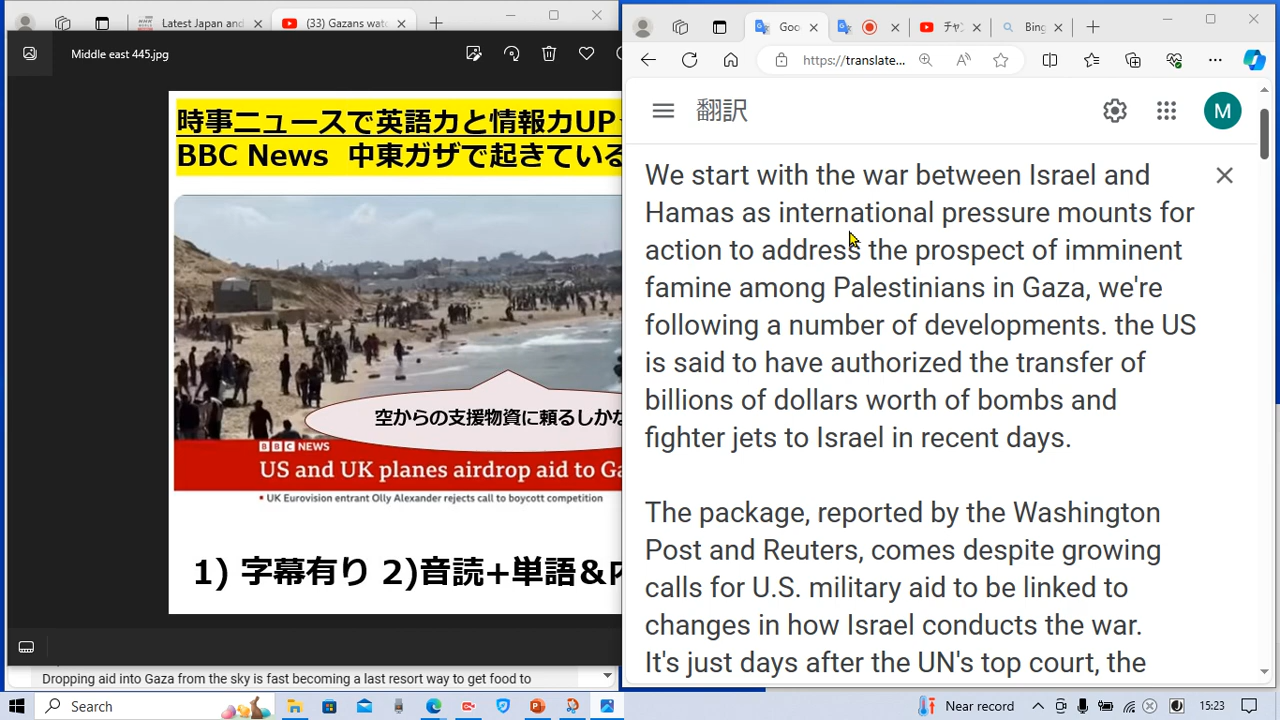 Latest Japan and
(33) Gazans wat
Middle east 445.jpg
時事ニュースで英語力と情報力UP
BBC News 中東ガザで起きている
空からの支援物資に頼るしかな
BBC NEWS
US and UK planes airdrop aid to Ga
• UK Eurovision entrant Olly Alexander rejects call to boycott competition
1) 字幕有り 2)音読+単語&内
Dropping aid into Gaza from the sky is fast becoming a last resort way to get food to
Goo
チャン
Bing
https://translate...
翻訳
M
We start with the war between Israel and
Hamas as international pressure mounts for
action to address the prospect of imminent
famine among Palestinians in Gaza, we're
following a number of developments. the US
is said to have authorized the transfer of
billions of dollars worth of bombs and
fighter jets to Israel in recent days.
The package, reported by the Washington
Post and Reuters, comes despite growing
calls for U.S. military aid to be linked to
changes in how Israel conducts the war.
It's just days after the UN's top court, the
Search
Near record
15:23